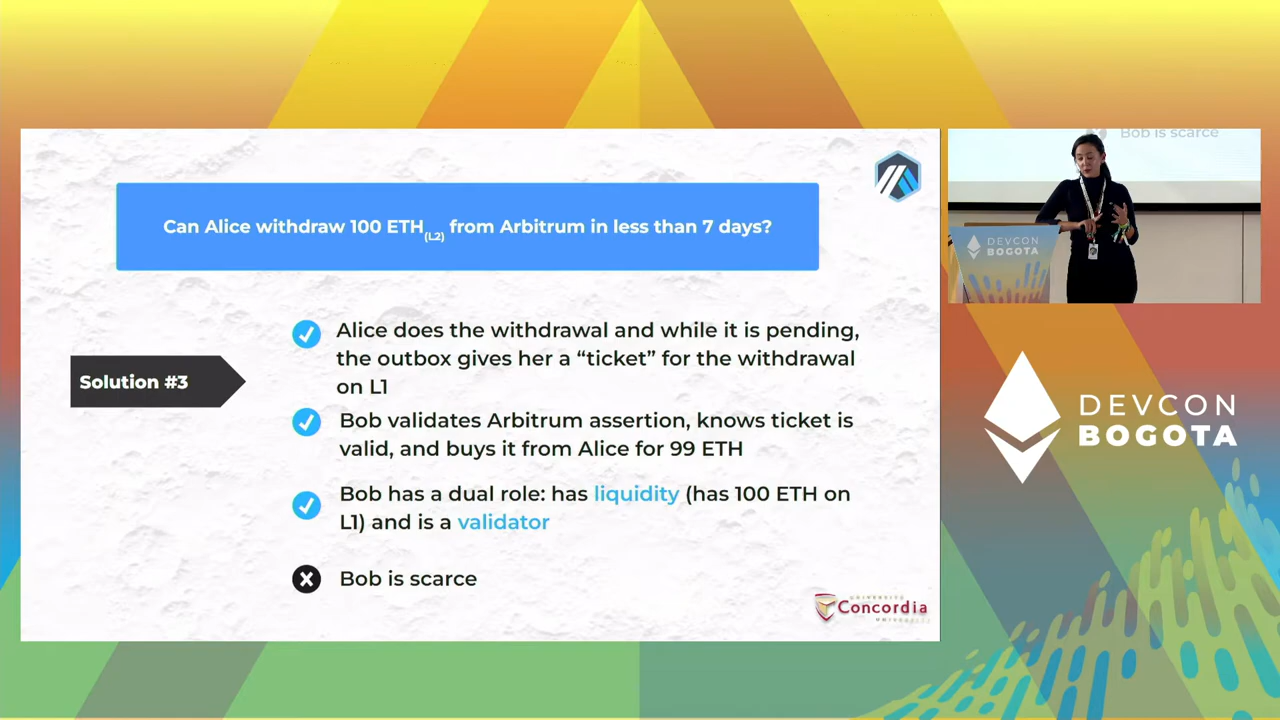 Can Alice withdraw 100 ETH(L2) from Arbitrum in less than 7 days?
Solution #3
Alice does the withdrawal and while it is pending,
the outbox gives her a “ticket” for the withdrawal
on L1
Bob validates Arbitrum assertion, knows ticket is
valid, and buys it from Alice for 99 ETH
Bob has a dual role: has liquidity (has 100 ETH on
L1) and is a validator
Bob is scarce
UNIVERSITÉ
Concordia
UNIVERSITY
Bob is scarce
DEVCON
BOGOTA
DEVCON
BOGOTA